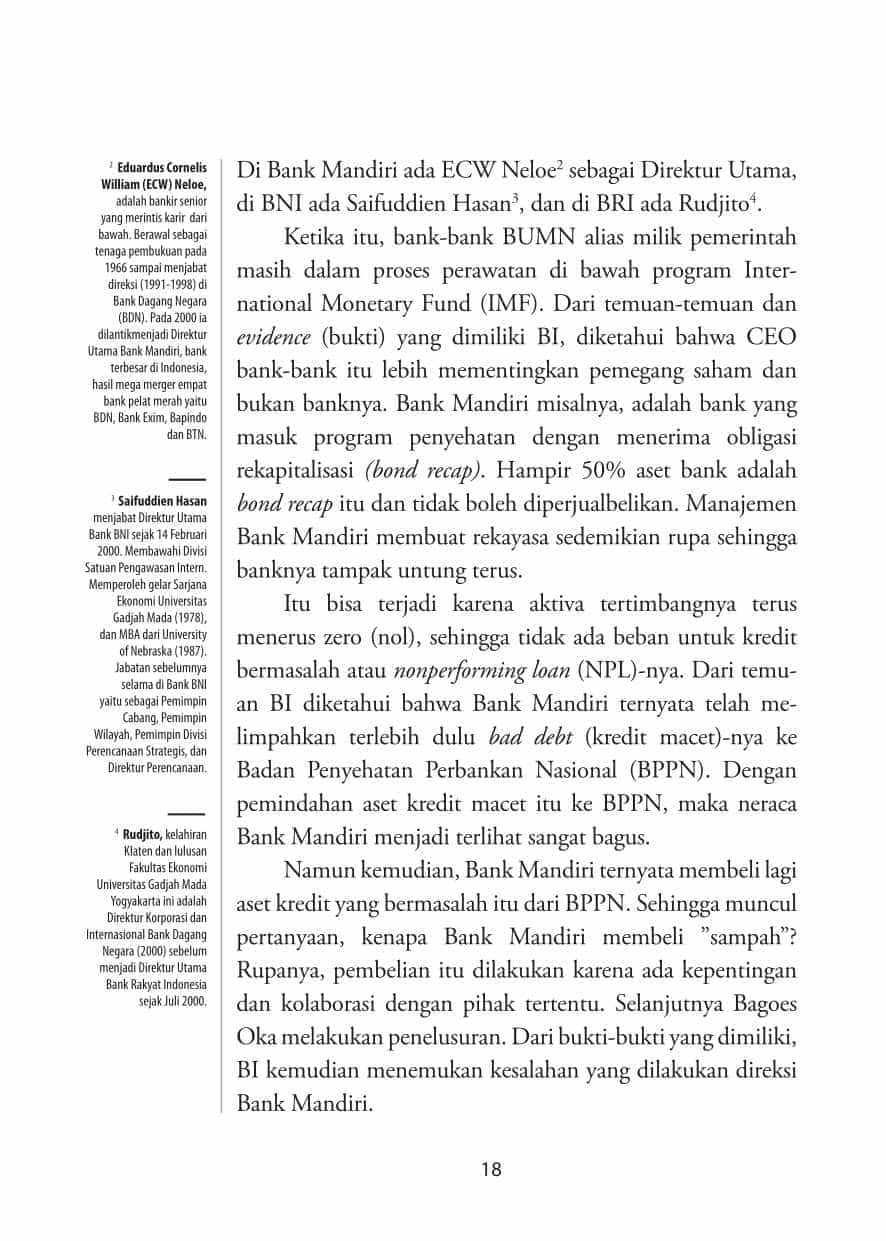 Di Bank Mandiri ada ECW Neloe² sebagai Direktur Utama,
di BNI ada Saifuddien Hasan³, dan di BRI ada Rudjito⁴.
Ketika itu, bank-bank BUMN alias milik pemerintah
masih dalam proses perawatan di bawah program Inter-
national Monetary Fund (IMF). Dari temuan-temuan dan
evidence (bukti) yang dimiliki BI, diketahui bahwa CEO
bank-bank itu lebih mementingkan pemegang saham dan
bukan banknya. Bank Mandiri misalnya, adalah bank yang
masuk program penyehatan dengan menerima obligasi
rekapitalisasi (bond recap). Hampir 50% aset bank adalah
bond recap itu dan tidak boleh diperjualbelikan. Manajemen
Bank Mandiri membuat rekayasa sedemikian rupa sehingga
banknya tampak untung terus.
Itu bisa terjadi karena aktiva tertimbangnya terus
menerus zero (nol), sehingga tidak ada beban untuk kredit
bermasalah atau nonperforming loan (NPL)-nya. Dari temu-
an BI diketahui bahwa Bank Mandiri ternyata telah me-
limpahkan terlebih dulu bad debt (kredit macet)-nya ke
Badan Penyehatan Perbankan Nasional (BPPN). Dengan
pemindahan aset kredit macet itu ke BPPN, maka neraca
Bank Mandiri menjadi terlihat sangat bagus.
Namun kemudian, Bank Mandiri ternyata membeli lagi
aset kredit yang bermasalah itu dari BPPN. Sehingga muncul
pertanyaan, kenapa Bank Mandiri membeli ”sampah”?
Rupanya, pembelian itu dilakukan karena ada kepentingan
dan kolaborasi dengan pihak tertentu. Selanjutnya Bagoes
Oka melakukan penelusuran. Dari bukti-bukti yang dimiliki,
BI kemudian menemukan kesalahan yang dilakukan direksi
Bank Mandiri.
² Eduardus Cornelis
William (ECW) Neloe,
adalah bankir senior
yang merintis karir dari
bawah. Berawal sebagai
tenaga pembukuan pada
1966 sampai menjabat
direksi (1991-1998) di
Bank Dagang Negara
(BDN). Pada 2000 ia
dilantikmenjadi Direktur
Utama Bank Mandiri, bank
terbesar di Indonesia,
hasil mega merger empat
bank pelat merah yaitu
BDN, Bank Exim, Bapindo
dan BTN.
³ Saifuddien Hasan
menjabat Direktur Utama
Bank BNI sejak 14 Februari
2000. Membawahi Divisi
Satuan Pengawasan Intern.
Memperoleh gelar Sarjana
Ekonomi Universitas
Gadjah Mada (1978),
dan MBA dari University
of Nebraska (1987).
Jabatan sebelumnya
selama di Bank BNI
yaitu sebagai Pemimpin
Cabang, Pemimpin
Wilayah, Pemimpin Divisi
Perencanaan Strategis, dan
Direktur Perencanaan.
⁴ Rudjito, kelahiran
Klaten dan lulusan
Fakultas Ekonomi
Universitas Gadjah Mada
Yogyakarta ini adalah
Direktur Korporasi dan
Internasional Bank Dagang
Negara (2000) sebelum
menjadi Direktur Utama
Bank Rakyat Indonesia
sejak Juli 2000.
18